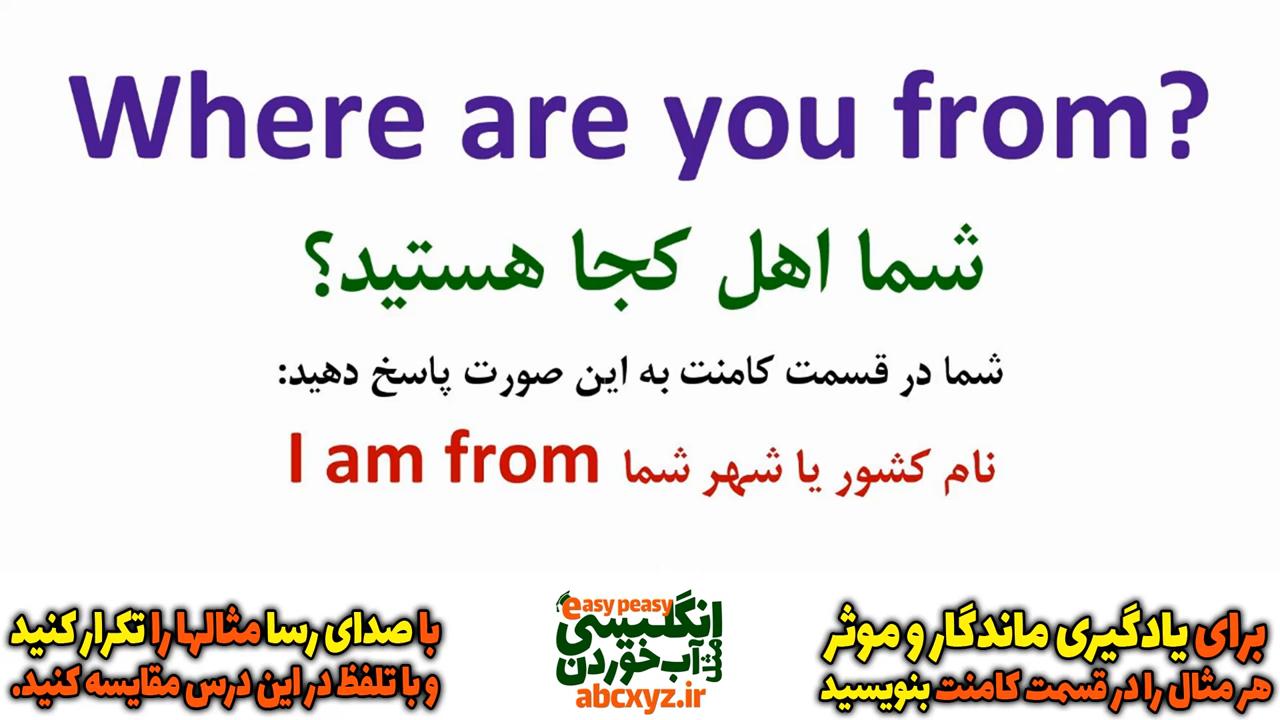 Where are you from?
شما اهل کجا هستید؟
شما در قسمت کامنت به این صورت پاسخ دهید:
I am from نام کشور یا شهر شما
برای یادگیری ماندگار و موثر
هر مثال را در قسمت کامنت بنویسید
easy peasy
انگلیسی
مثل آب خوردن
abcxyz.ir
با صدای رسا مثالها را تکرار کنید
و با تلفظ در این درس مقایسه کنید.